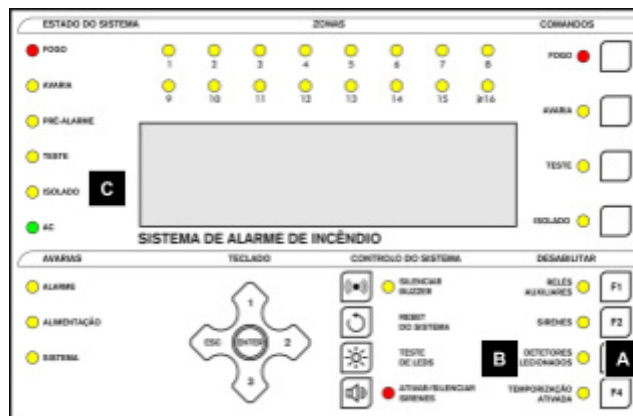 ESTADO DO SISTEMA
ZONAS
COMANDOS
FOGO
AVARIA
PRÉ-ALARME
TESTE
ISOLADO
C
AC
1 2 3 4 5 6 7 8
9 10 11 12 13 14 15 ≥16
FOGO
AVARIA
TESTE
ISOLADO
SISTEMA DE ALARME DE INCÊNDIO
AVARIAS
TECLADO
CONTROLO DO SISTEMA
DESABILITAR
ALARME
ALIMENTAÇÃO
SISTEMA
1
ESC ENTER 2
3
SILENCIAR
BUZZER
RESET
DO SISTEMA
TESTE
DE LEDS
ATIVAR/SILENCIAR
SIRENES
RELÉS
AUXILIARES
F1
SIRENES
F2
B
DETETORES
LECIONADOS
A
TEMPORIZAÇÃO
ATIVADA
F4